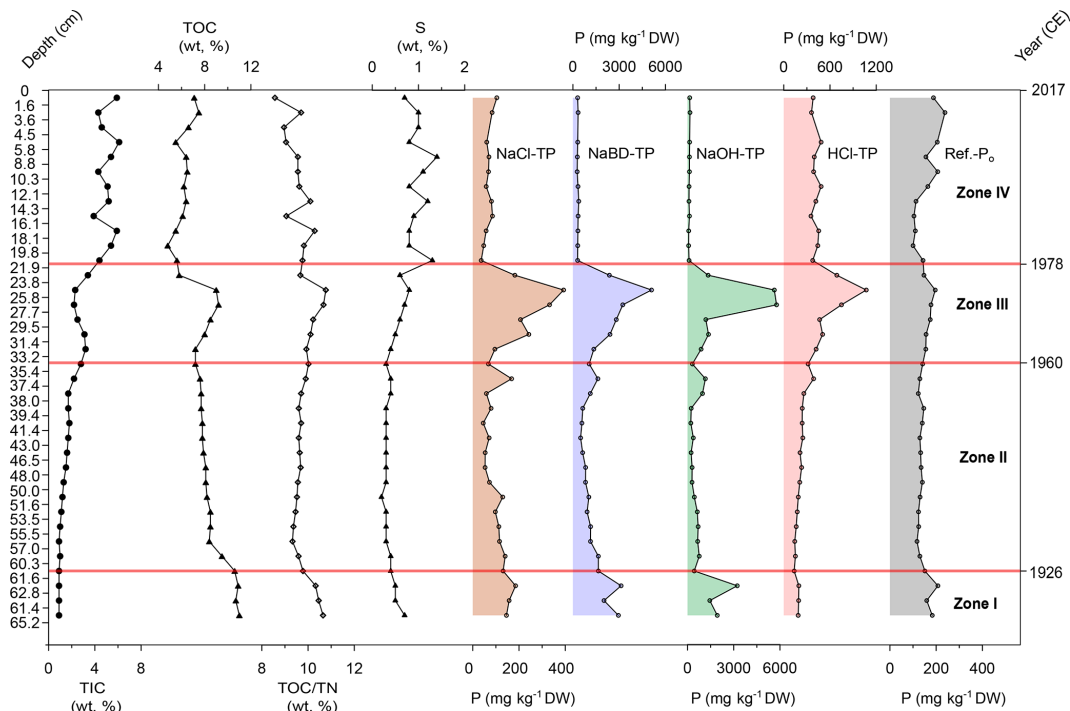 Depth (cm)
TOC
(wt, %)
S
(wt, %)
P (mg kg-1 DW)
P (mg kg-1 DW)
Year (CE)
4 8 12
0 1 2
0 3000 6000
0 600 1200
0
1.6
3.6
4.5
5.8
8.8
10.3
12.1
14.3
16.1
18.1
19.8
21.9
23.8
25.8
27.7
29.5
31.4
33.2
35.4
37.4
38.0
39.4
41.4
43.0
46.5
48.0
50.0
51.6
53.5
55.5
57.0
60.3
61.6
62.8
61.4
65.2
NaCl-TP
NaBD-TP
NaOH-TP
HCl-TP
Ref.-Po
Zone IV
Zone III
Zone II
Zone I
2017
1978
1960
1926
0 4 8
8 10 12
0 200 400
0 3000 6000
0 200 400
TIC
(wt, %)
TOC/TN
(wt, %)
P (mg kg-1 DW)
P (mg kg-1 DW)
P (mg kg-1 DW)